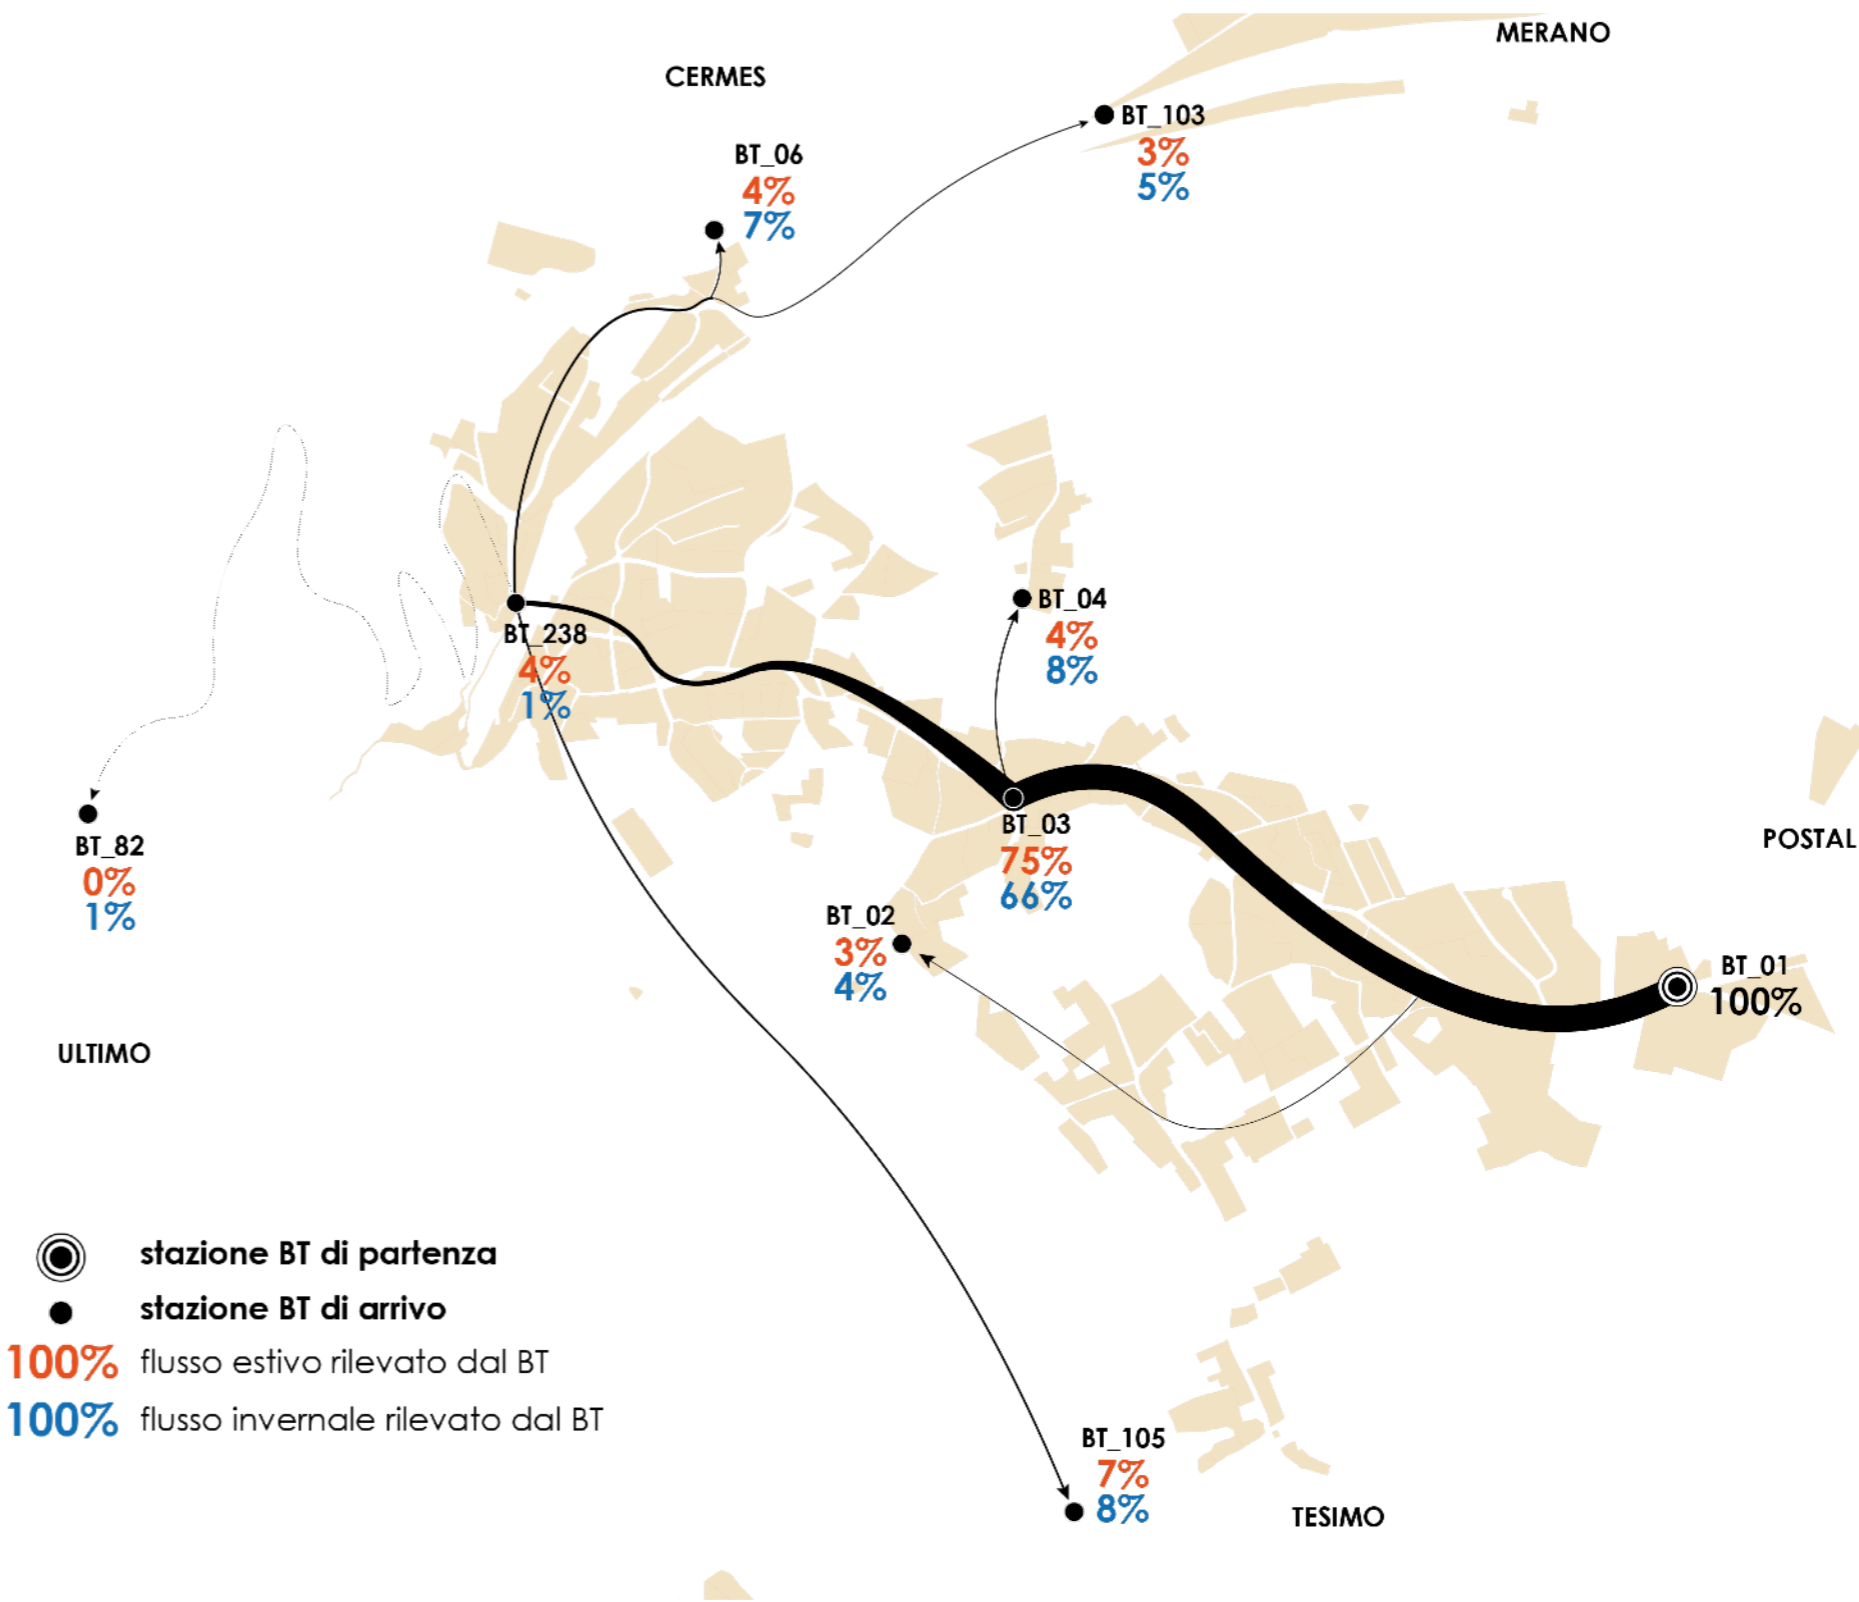 MERANO
CERMES
BT_103
3%
5%
BT_06
4%
7%
BT_04
4%
8%
BT_238
4%
1%
BT_03
75%
66%
POSTAL
BT_82
0%
1%
BT_02
3%
4%
BT_01
100%
ULTIMO
stazione BT di partenza
stazione BT di arrivo
100% flusso estivo rilevato dal BT
100% flusso invernale rilevato dal BT
BT_105
7%
8%
TESIMO